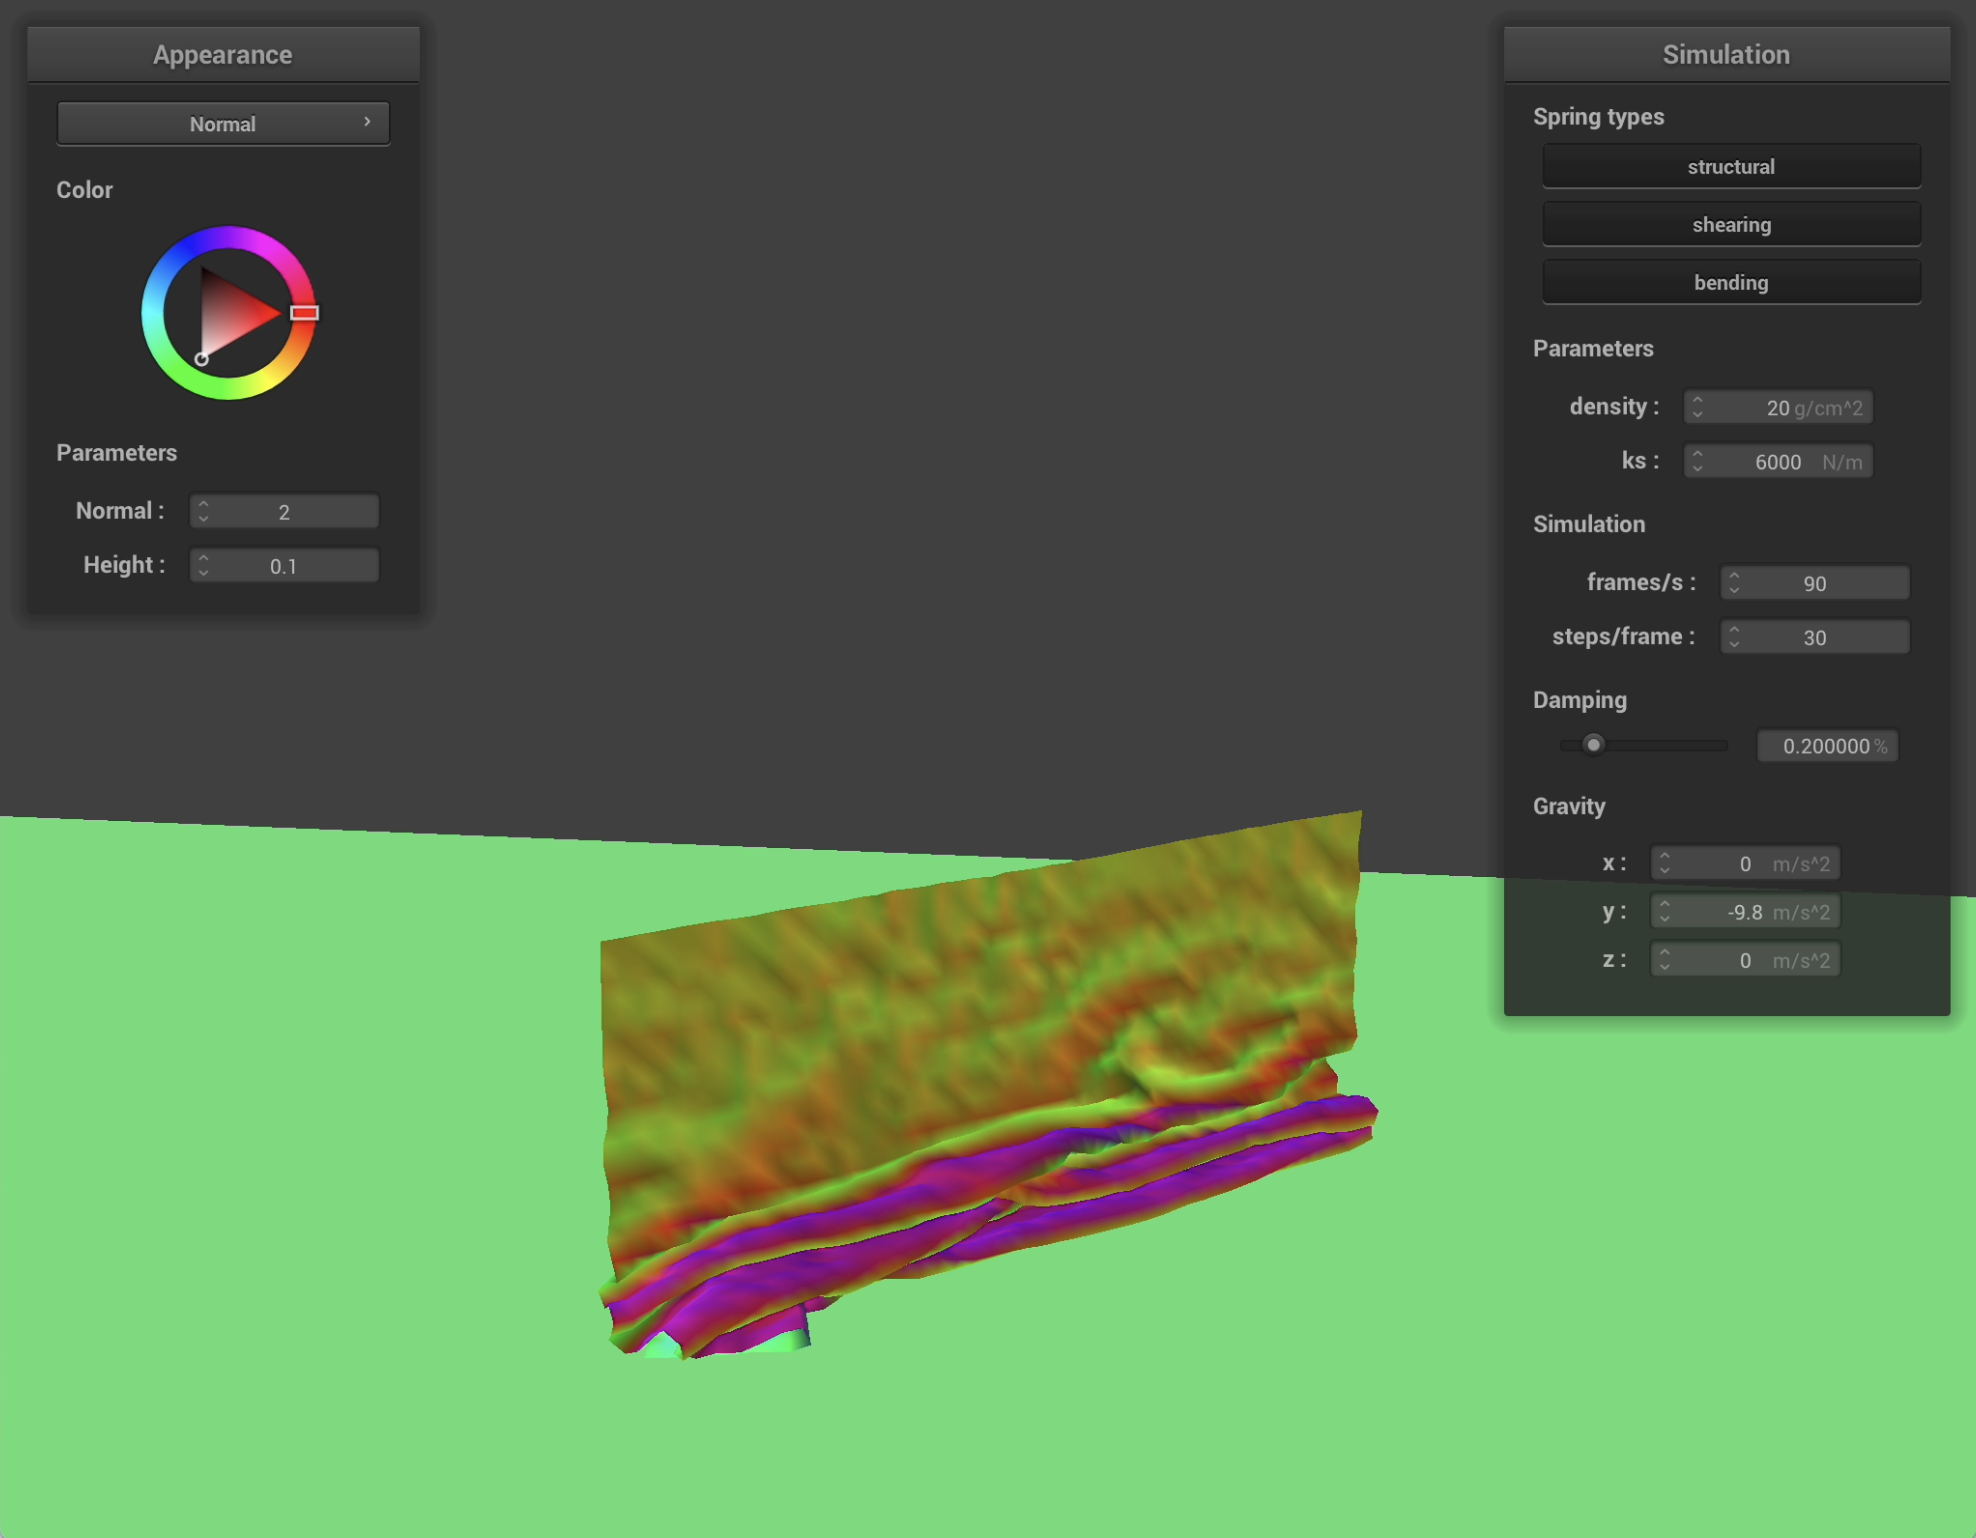 Appearance
Normal
Color
Parameters
Normal : 2
Height : 0.1
Simulation
Spring types
structural
shearing
bending
Parameters
density : 20 g/cm^2
ks : 6000 N/m
Simulation
frames/s : 90
steps/frame : 30
Damping
0.200000 %
Gravity
x : 0 m/s^2
y : -9.8 m/s^2
z : 0 m/s^2